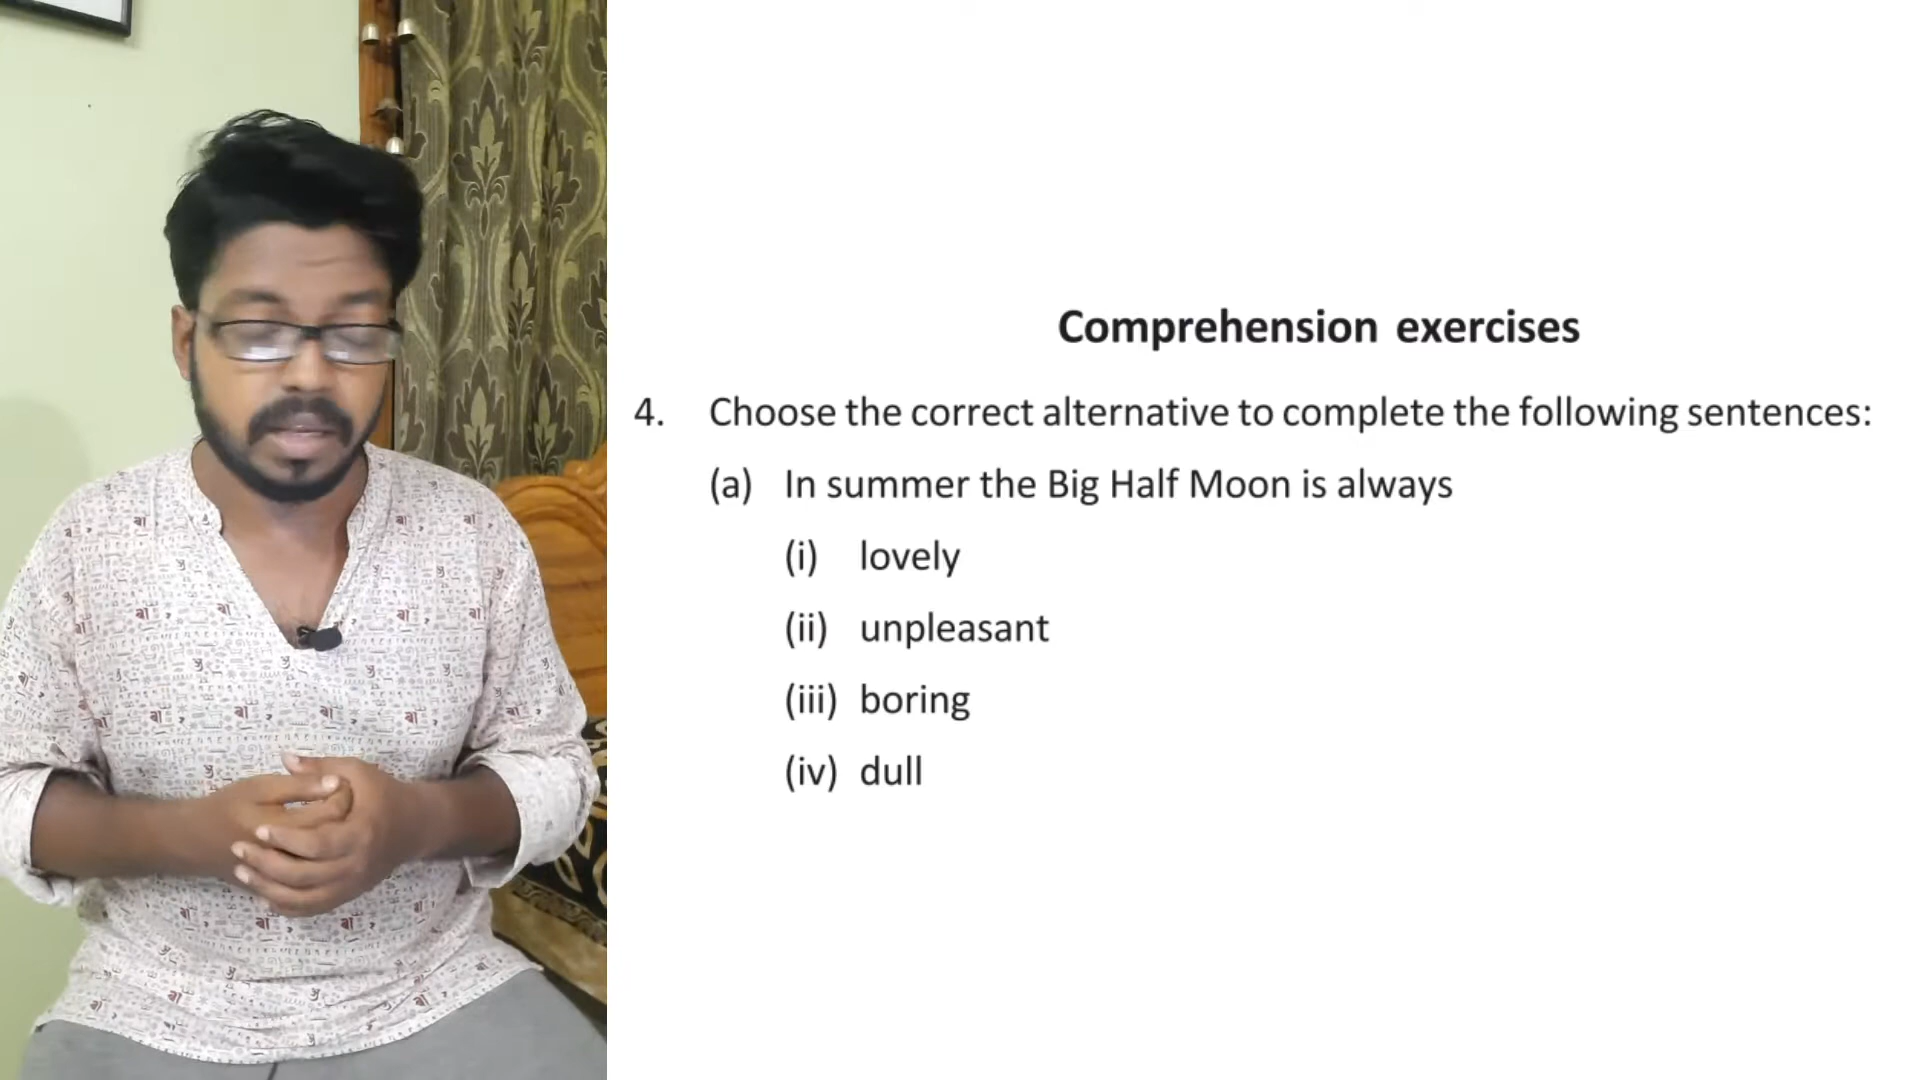 Comprehension exercises
4. Choose the correct alternative to complete the following sentences:
(a) In summer the Big Half Moon is always
(i) lovely
(ii) unpleasant
(iii) boring
(iv) dull